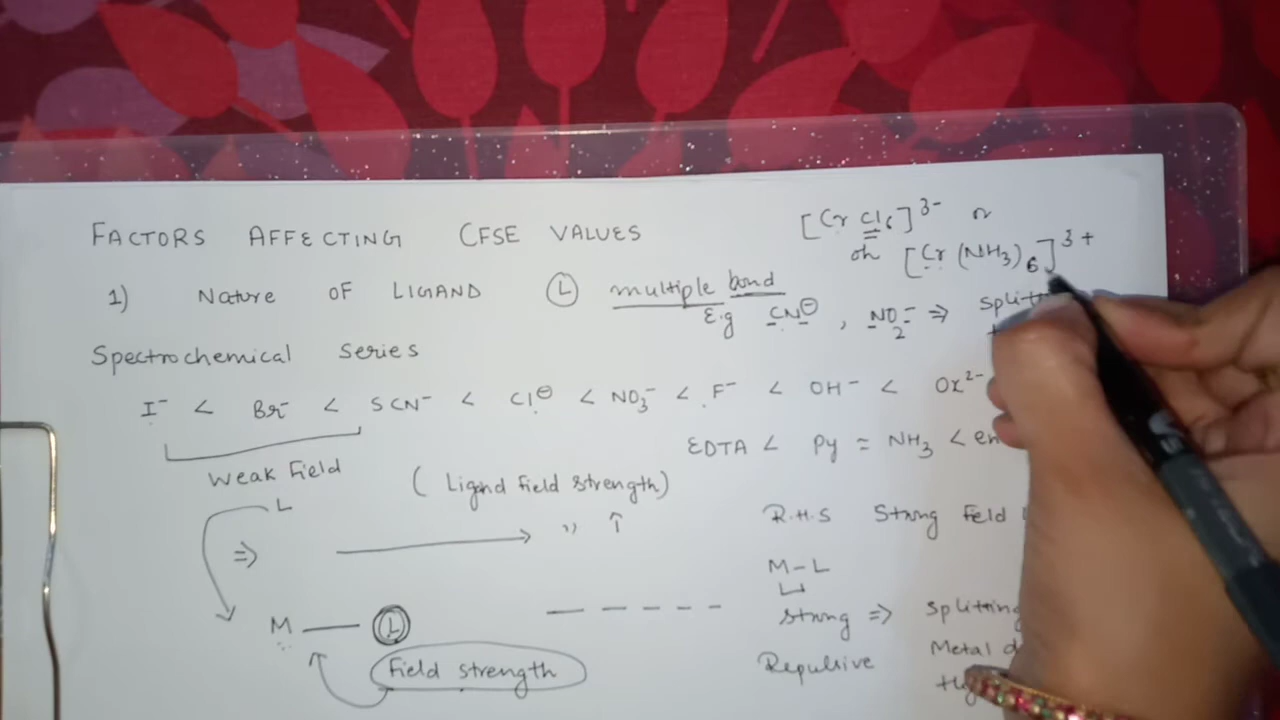 FACTORS AFFECTING CFSE VALUES
[Cr Cl6]3- or
oh [Cr (NH3)6]3+
1) NATURE OF LIGAND (L) multiple bond
E.g CN⊖ , NO2- ⇒
Spectrochemical Series
I- < Br- < SCN- < Cl⊖ < NO3- < F- < OH- < Ox2-
EDTA < Py = NH3 < en
Weak Field
(Ligand field strength)
L
R.H.S Strong Field
⇒ ⟶ ,, ↑
M - L
strong ⇒ Splitting
M — (L)
Repulsive Metal d
Field strength